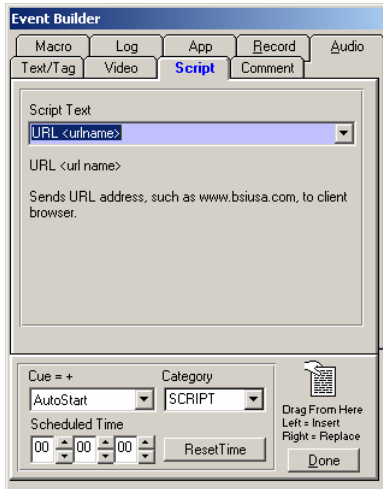 Event Builder
Macro Log App Record Audio
Text/Tag Video Script Comment
Script Text
URL <urlname>
URL <url name>
Sends URL address, such as www.bsiusa.com, to client
browser.
Cue = + Category
AutoStart SCRIPT
Drag From Here
Left = Insert
Right = Replace
Scheduled Time
00 00 00 ResetTime
Done